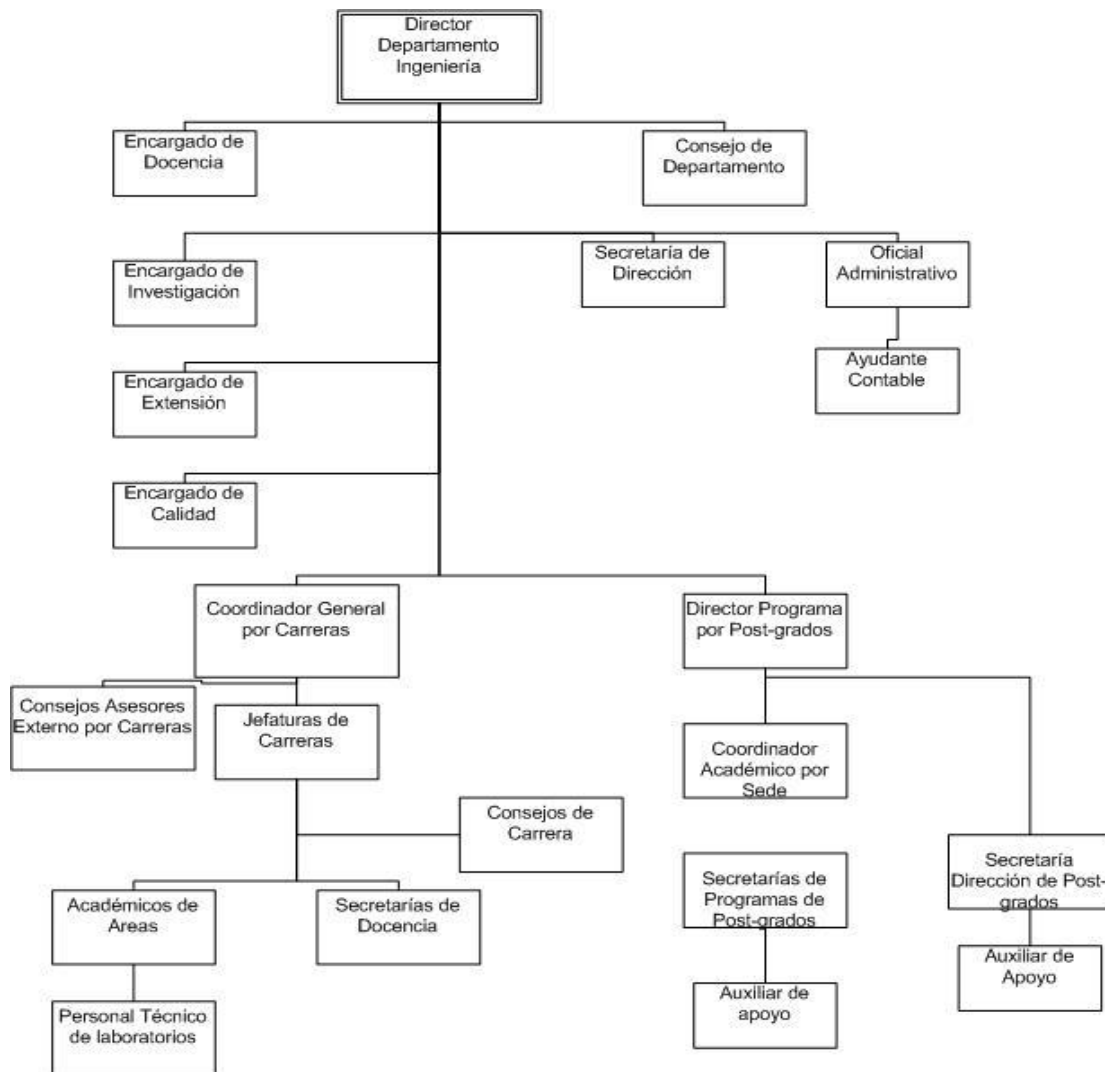 Director
Departamento
Ingeniería
Encargado de
Docencia
Consejo de
Departamento
Encargado de
Investigación
Secretaría de
Dirección
Oficial
Administrativo
Ayudante
Contable
Encargado de
Extensión
Encargado de
Calidad
Coordinador General
por Carreras
Director Programa
por Post-grados
Consejos Asesores
Externo por Carreras
Jefaturas de
Carreras
Coordinador
Académico por
Sede
Consejos de
Carrera
Secretaría
Dirección de Post-
grados
Académicos de
Areas
Secretarías de
Docencia
Secretarías de
Programas de
Post-grados
Auxiliar de
Apoyo
Personal Técnico
de laboratorios
Auxiliar de
apoyo